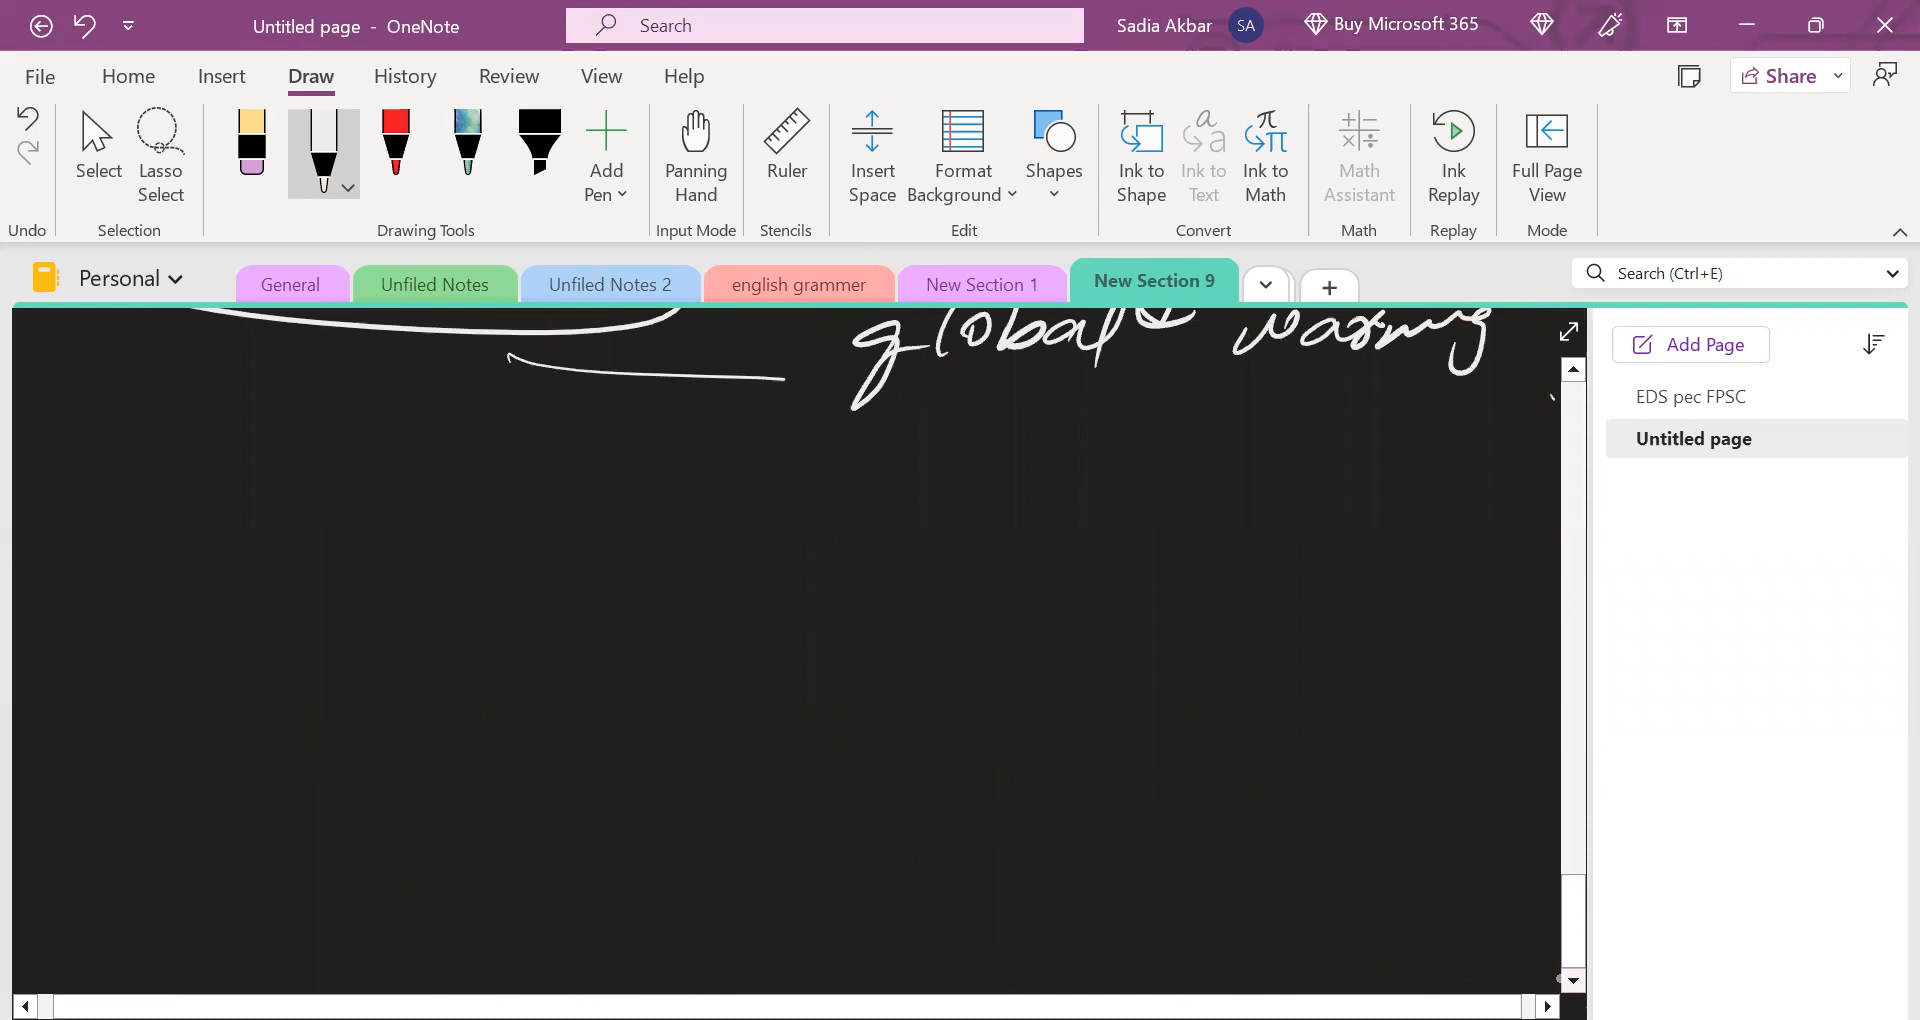 Untitled page - OneNote
Search
Sadia Akbar
SA
Buy Microsoft 365
File
Home
Insert
Draw
History
Review
View
Help
Share
Select
Lasso Select
Add Pen
Panning Hand
Ruler
Insert Space
Format Background
Shapes
Ink to Shape
Ink to Text
Ink to Math
Math Assistant
Ink Replay
Full Page View
Undo
Selection
Drawing Tools
Input Mode
Stencils
Edit
Convert
Math
Replay
Mode
Personal
General
Unfiled Notes
Unfiled Notes 2
english grammer
New Section 1
New Section 9
Search (Ctrl+E)
global warming
Add Page
EDS pec FPSC
Untitled page